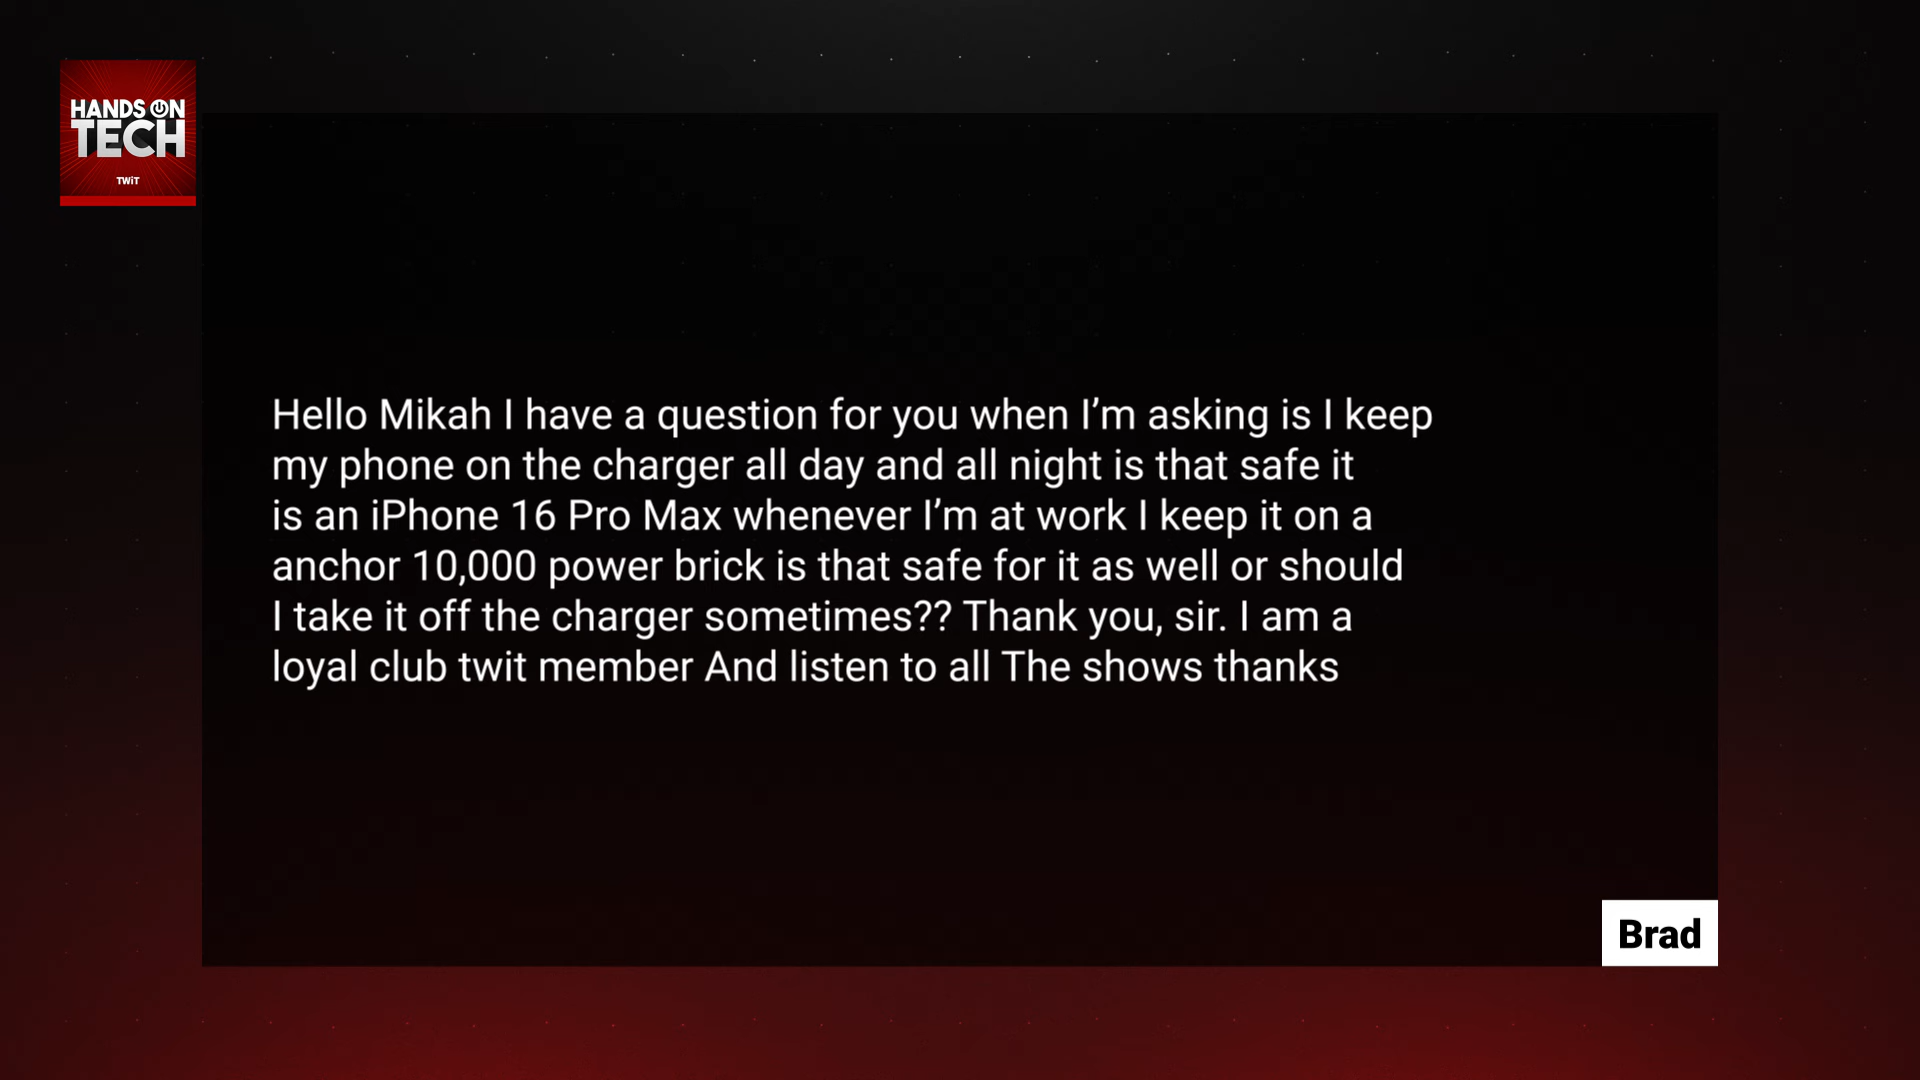 HANDS ON
TECH
TWiT
Hello Mikah I have a question for you when I’m asking is I keep
my phone on the charger all day and all night is that safe it
is an iPhone 16 Pro Max whenever I’m at work I keep it on a
anchor 10,000 power brick is that safe for it as well or should
I take it off the charger sometimes?? Thank you, sir. I am a
loyal club twit member And listen to all The shows thanks
Brad